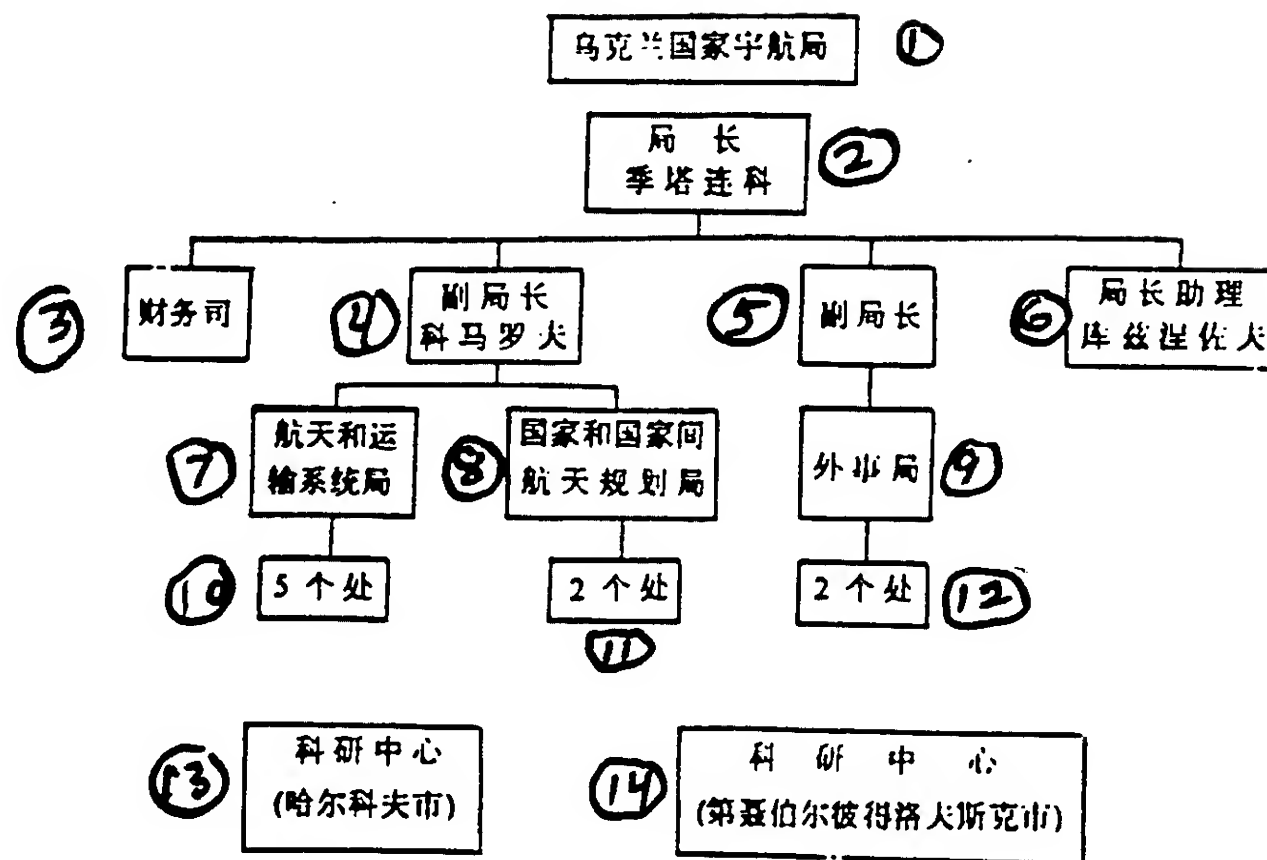 乌克兰国家宇航局 ①
局 长
季塔连科 ②
③ 财务司
④ 副局长
科马罗夫
⑤ 副局长
⑥ 局长助理
库兹涅佐夫
⑦ 航天和运
输系统局
⑧ 国家和国家间
航天规划局
外事局 ⑨
⑩ 5个处
2个处
⑪
2个处 ⑫
⑬ 科研中心
(哈尔科夫市)
⑭ 科 研 中 心
(第聂伯尔彼得洛夫斯克市)